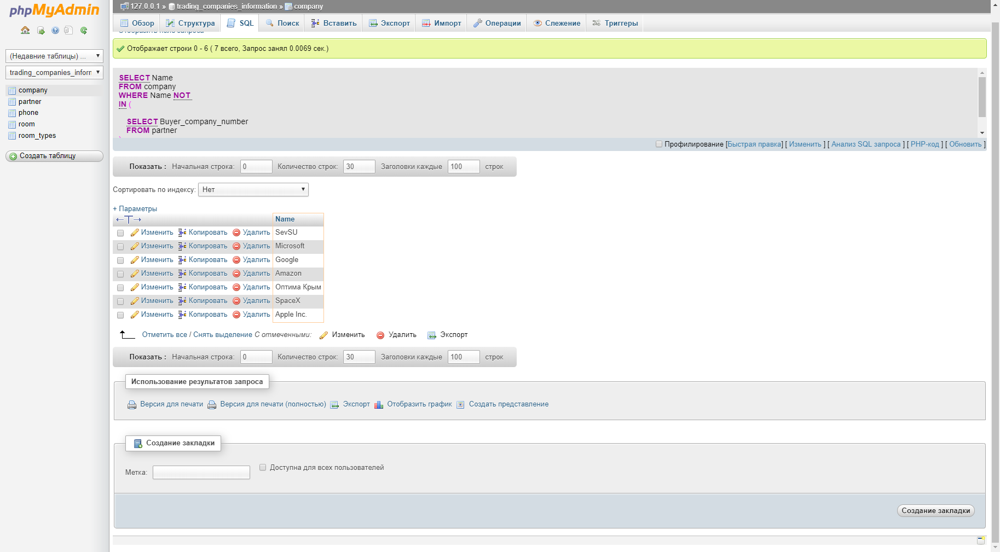 phpMyAdmin
(Недавние таблицы) ...
trading_companies_inforn
company
partner
phone
room
room_types
Создать таблицу
127.0.0.1 » trading_companies_information » company
Обзор Структура SQL Поиск Вставить Экспорт Импорт Операции Слежение Триггеры
Отобразить поле запроса
Отображает строки 0 - 6 ( 7 всего, Запрос занял 0.0069 сек.)
SELECT Name
FROM company
WHERE Name NOT
IN (
SELECT Buyer_company_number
FROM partner
Профилирование [Быстрая правка] [ Изменить ] [ Анализ SQL запроса ] [ PHP-код ] [ Обновить ]
Показать : Начальная строка: 0 Количество строк: 30 Заголовки каждые 100 строк
Сортировать по индексу: Нет
+ Параметры
←T→ Name
Изменить Копировать Удалить SevSU
Изменить Копировать Удалить Microsoft
Изменить Копировать Удалить Google
Изменить Копировать Удалить Amazon
Изменить Копировать Удалить Оптима Крым
Изменить Копировать Удалить SpaceX
Изменить Копировать Удалить Apple Inc.
Отметить все / Снять выделение С отмеченными: Изменить Удалить Экспорт
Показать : Начальная строка: 0 Количество строк: 30 Заголовки каждые 100 строк
Использование результатов запроса
Версия для печати Версия для печати (полностью) Экспорт Отобразить график Создать представление
Создание закладки
Метка: Доступна для всех пользователей
Создание закладки